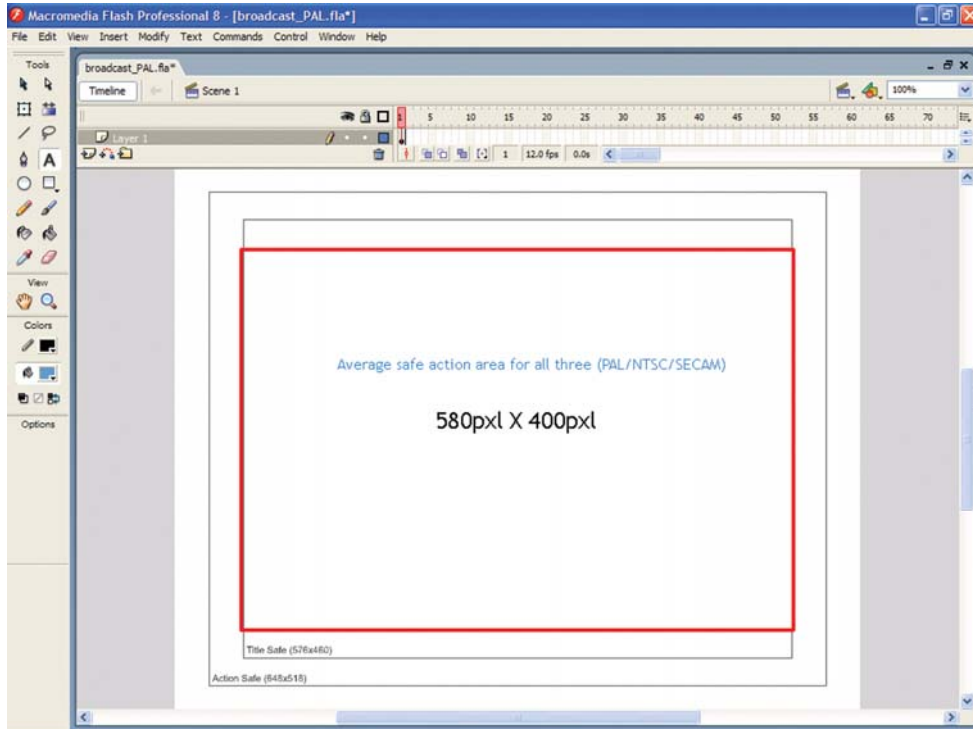 Macromedia Flash Professional 8 - [broadcast_PAL.fla*]
File Edit View Insert Modify Text Commands Control Window Help
Tools
broadcast_PAL.fla*
Timeline Scene 1 100%
1 5 10 15 20 25 30 35 40 45 50 55 60 65 70
Layer 1
1 12.0 fps 0.0s
A
View
Colors
Options
Average safe action area for all three (PAL/NTSC/SECAM)
580pxl X 400pxl
Title Safe (576x460)
Action Safe (648x518)